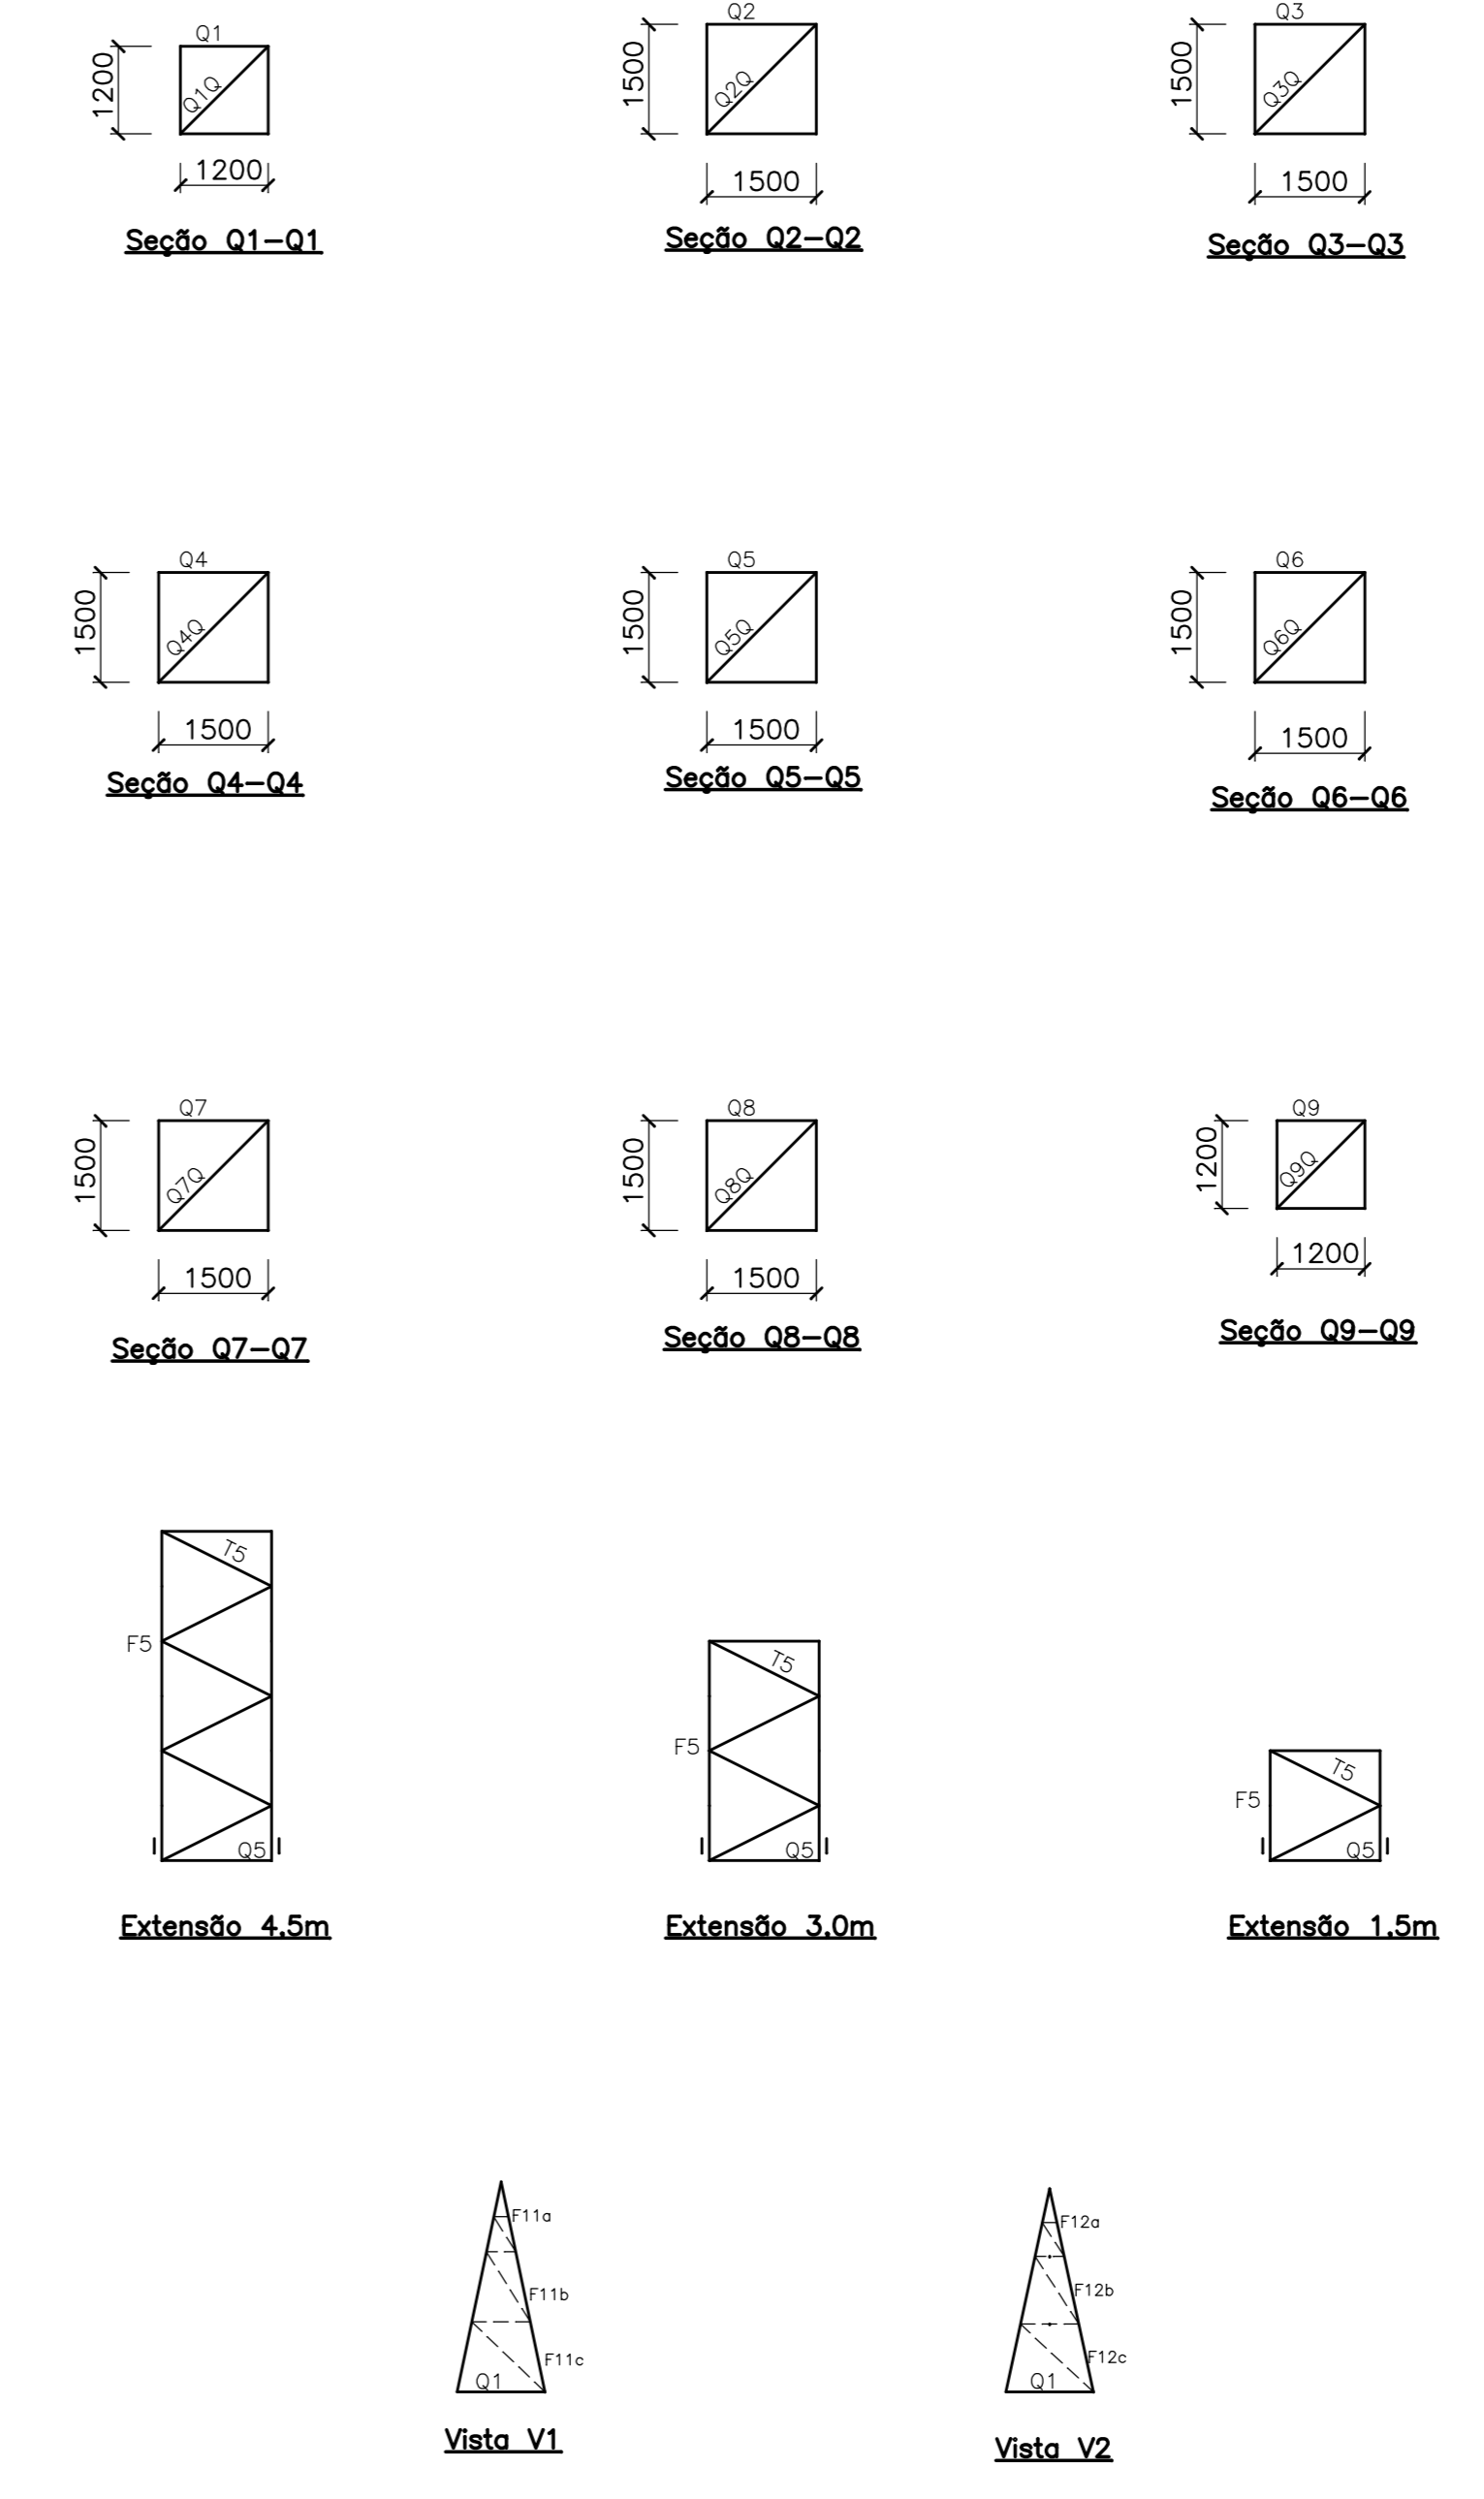 Q1
1200
Q1Q
1200
Seção Q1-Q1
Q2
1500
Q2Q
1500
Seção Q2-Q2
Q3
1500
Q3Q
1500
Seção Q3-Q3
Q4
1500
Q4Q
1500
Seção Q4-Q4
Q5
1500
Q5Q
1500
Seção Q5-Q5
Q6
1500
Q6Q
1500
Seção Q6-Q6
Q7
1500
Q7Q
1500
Seção Q7-Q7
Q8
1500
Q8Q
1500
Seção Q8-Q8
Q9
1200
Q9Q
1200
Seção Q9-Q9
T5
F5
Q5
Extensão 4,5m
T5
F5
Q5
Extensão 3,0m
T5
F5
Q5
Extensão 1,5m
F11a
F11b
F11c
Q1
Vista V1
F12a
F12b
F12c
Q1
Vista V2